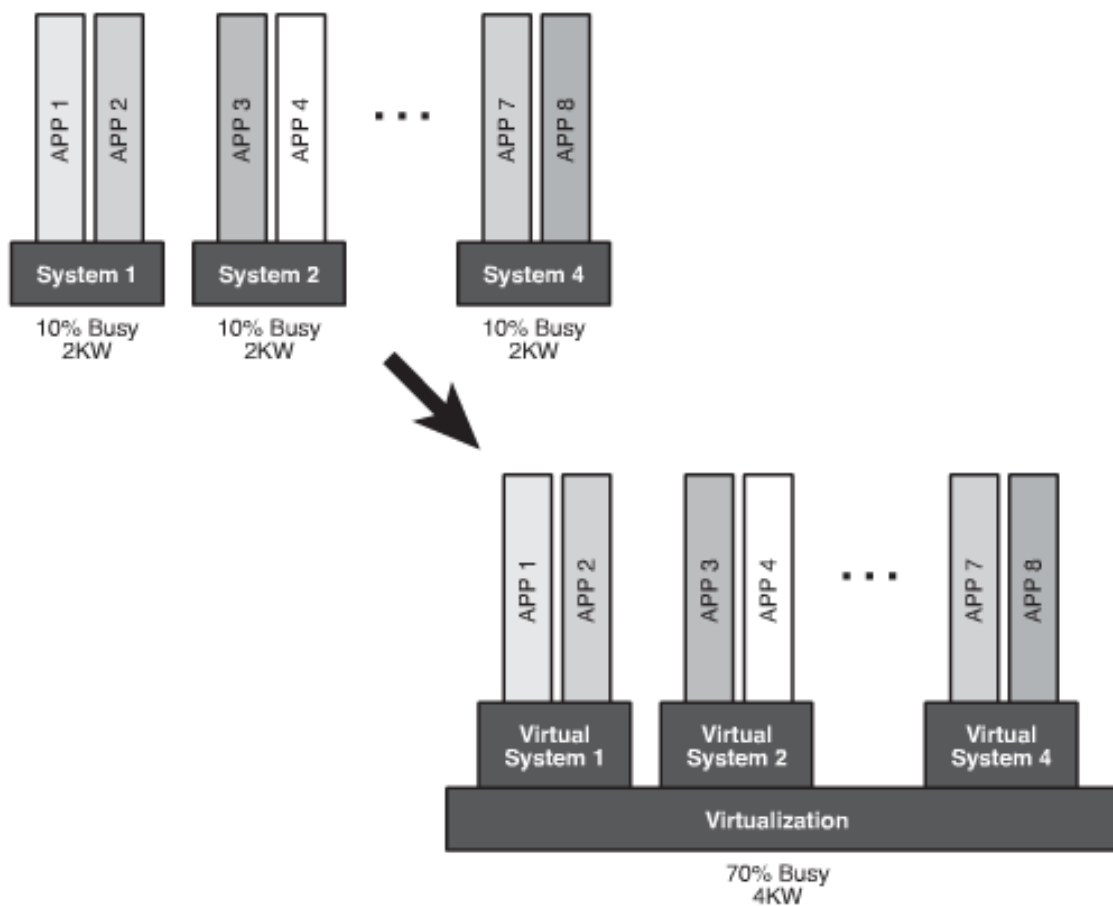 APP 1
APP 2
APP 3
APP 4
...
APP 7
APP 8
System 1
System 2
System 4
10% Busy
2KW
10% Busy
2KW
10% Busy
2KW
APP 1
APP 2
APP 3
APP 4
...
APP 7
APP 8
Virtual
System 1
Virtual
System 2
Virtual
System 4
Virtualization
70% Busy
4KW